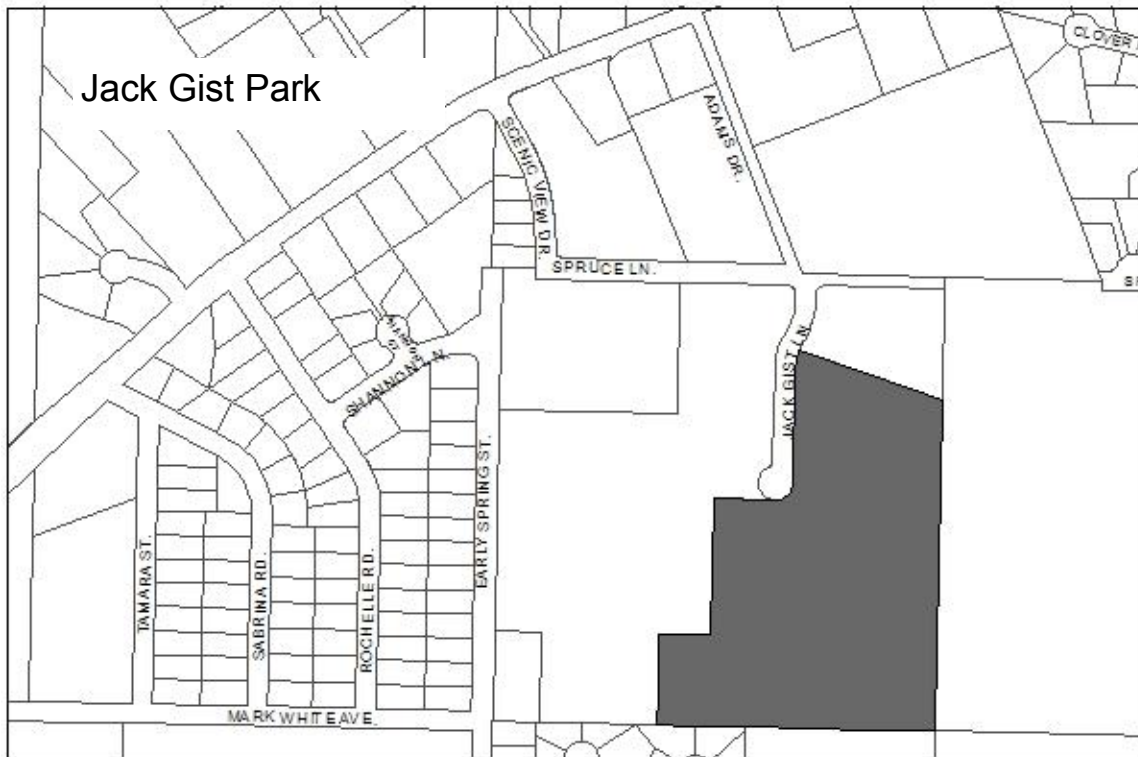 Jack Gist Park
CLOVER
SCENIC VIEW DR.
ADAMS DR.
SPRUCE LN.
JACK GIST LN
SHANNON LN.
EARLY SPRING ST.
TAMARA ST.
SABRINA RD.
ROCHELLE RD.
MARK WHITE AVE.